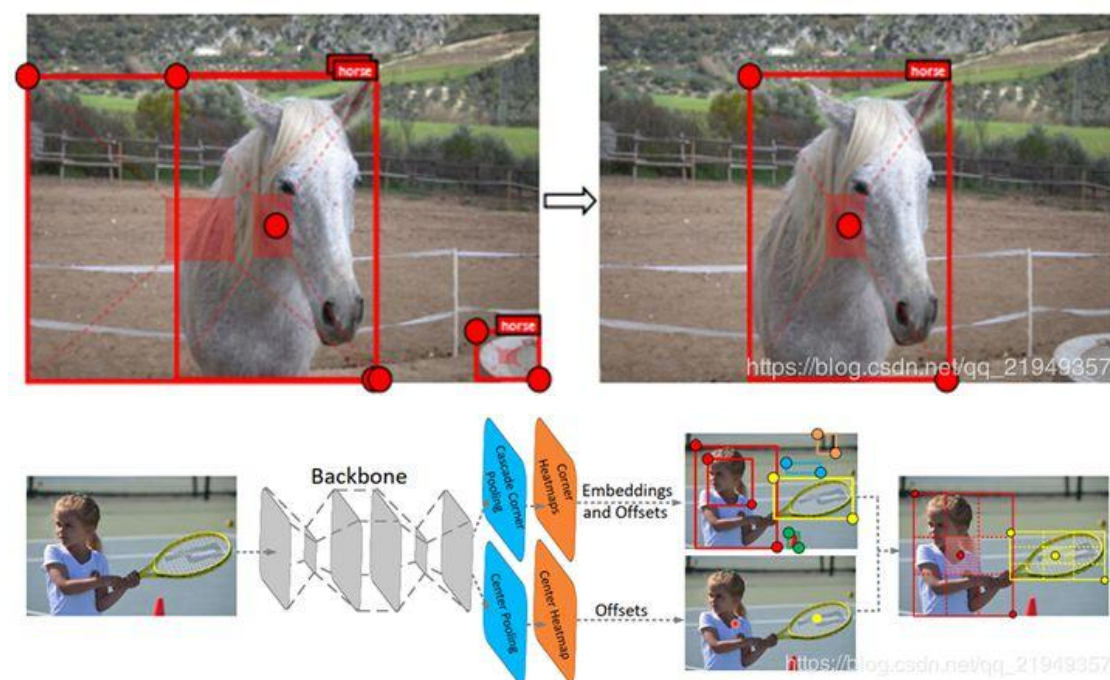 horse
horse
horse
https://blog.csdn.net/qq_21949357
Backbone
Cascade Corner
Pooling
Corner
Heatmaps
Embeddings
and Offsets
Center Pooling
Center Heatmap
Offsets
https://blog.csdn.net/qq_21949357